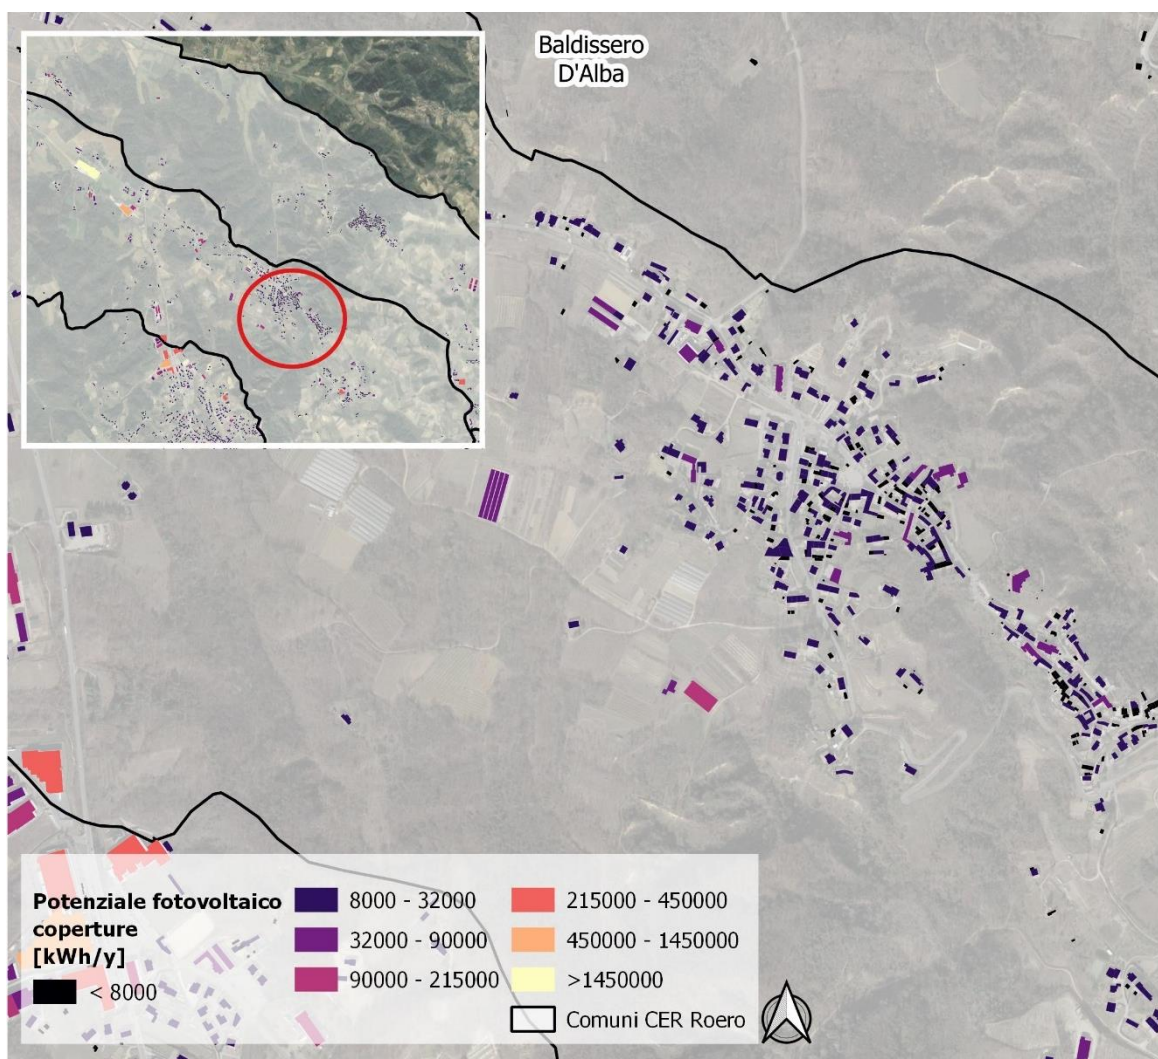 Baldissero
D'Alba
Potenziale fotovoltaico
coperture
[kWh/y]
< 8000
8000 - 32000
32000 - 90000
90000 - 215000
215000 - 450000
450000 - 1450000
>1450000
Comuni CER Roero